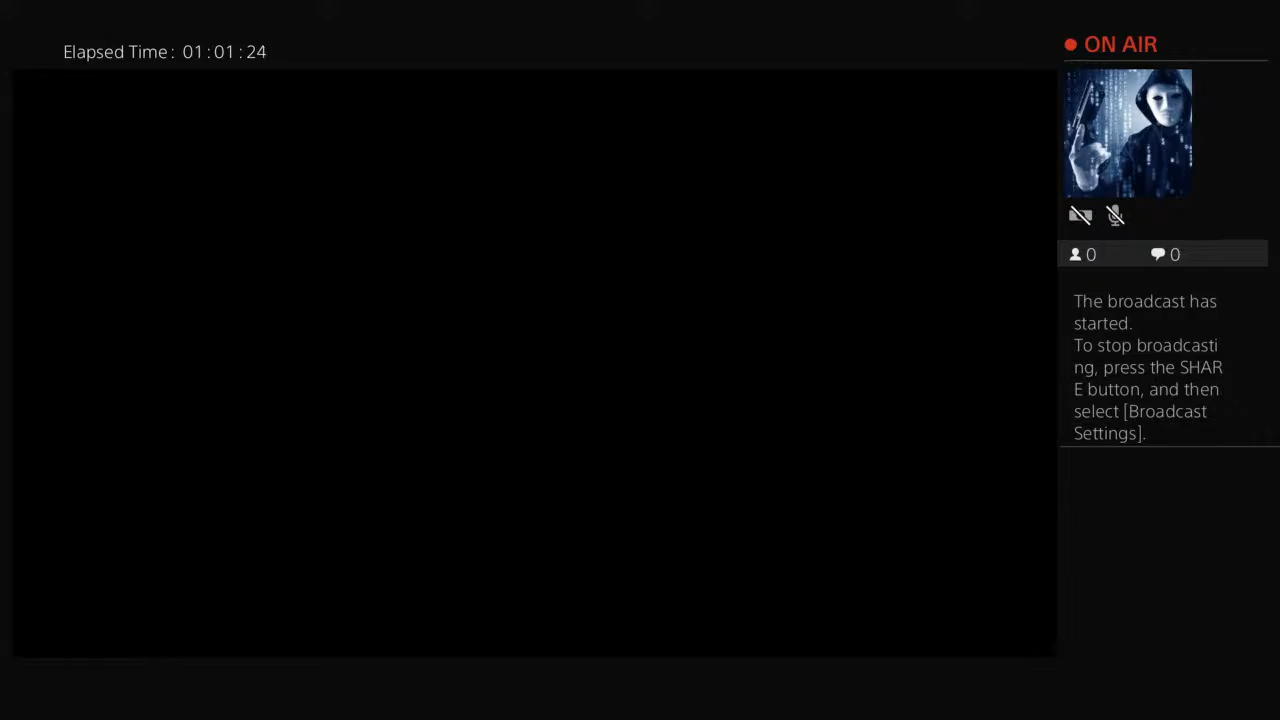 Elapsed Time: 01:01:24
ON AIR
0 0
The broadcast has
started.
To stop broadcasti
ng, press the SHAR
E button, and then
select [Broadcast
Settings].